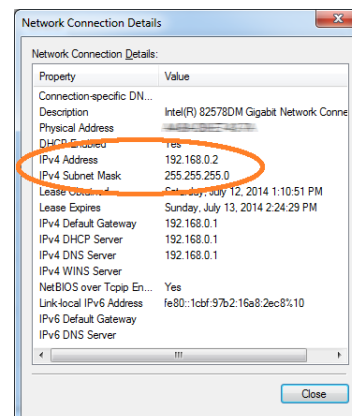 Network Connection Details
Network Connection Details:
Property Value
Connection-specific DN...
Description Intel(R) 82578DM Gigabit Network Conne
Physical Address
DHCP Enabled Yes
IPv4 Address 192.168.0.2
IPv4 Subnet Mask 255.255.255.0
Lease Obtained Saturday, July 12, 2014 1:10:51 PM
Lease Expires Sunday, July 13, 2014 2:24:29 PM
IPv4 Default Gateway 192.168.0.1
IPv4 DHCP Server 192.168.0.1
IPv4 DNS Server 192.168.0.1
IPv4 WINS Server
NetBIOS over Tcpip En... Yes
Link-local IPv6 Address fe80::1cbf:97b2:16a8:2ec8%10
IPv6 Default Gateway
IPv6 DNS Server
Close